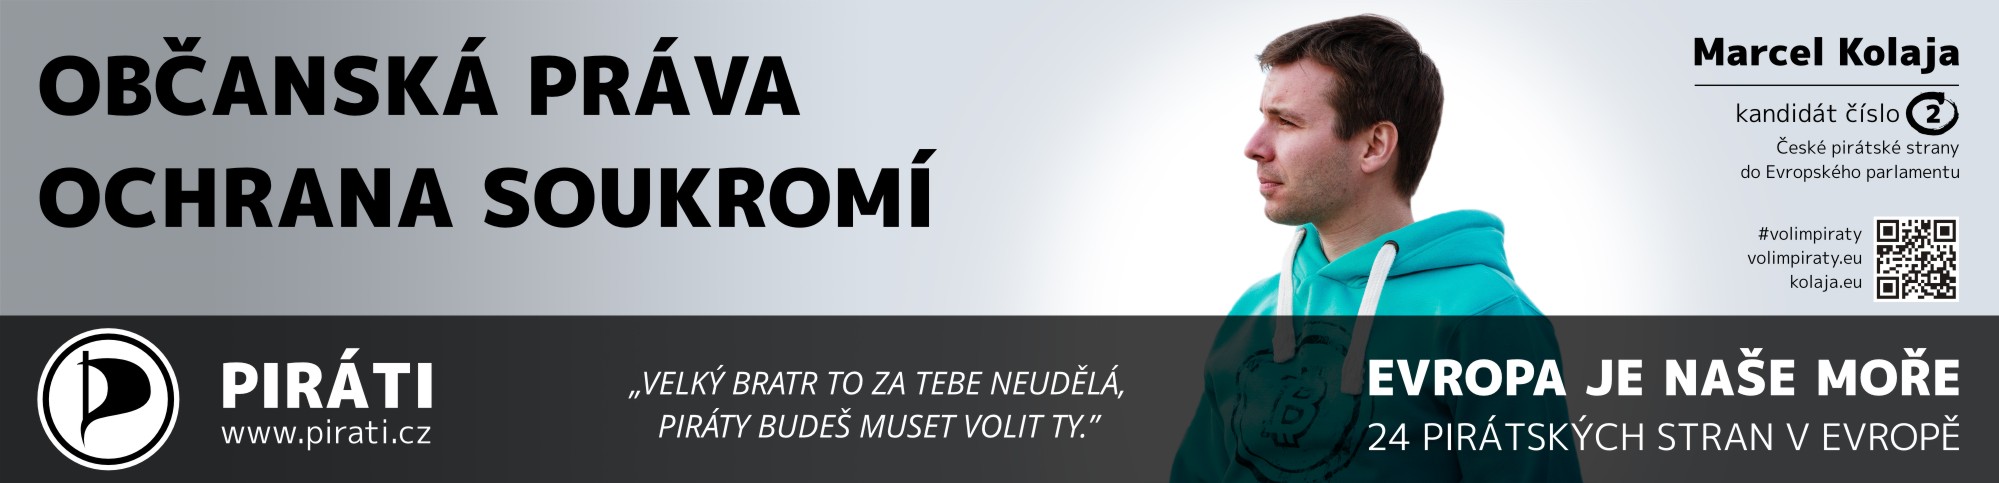 OBČANSKÁ PRÁVA
OCHRANA SOUKROMÍ
Marcel Kolaja
kandidát číslo 2
České pirátské strany
do Evropského parlamentu
#volimpiraty
volimpiraty.eu
kolaja.eu
PIRÁTI
www.pirati.cz
„VELKÝ BRATR TO ZA TEBE NEUDĚLÁ,
PIRÁTY BUDEŠ MUSET VOLIT TY.”
EVROPA JE NAŠE MOŘE
24 PIRÁTSKÝCH STRAN V EVROPĚ